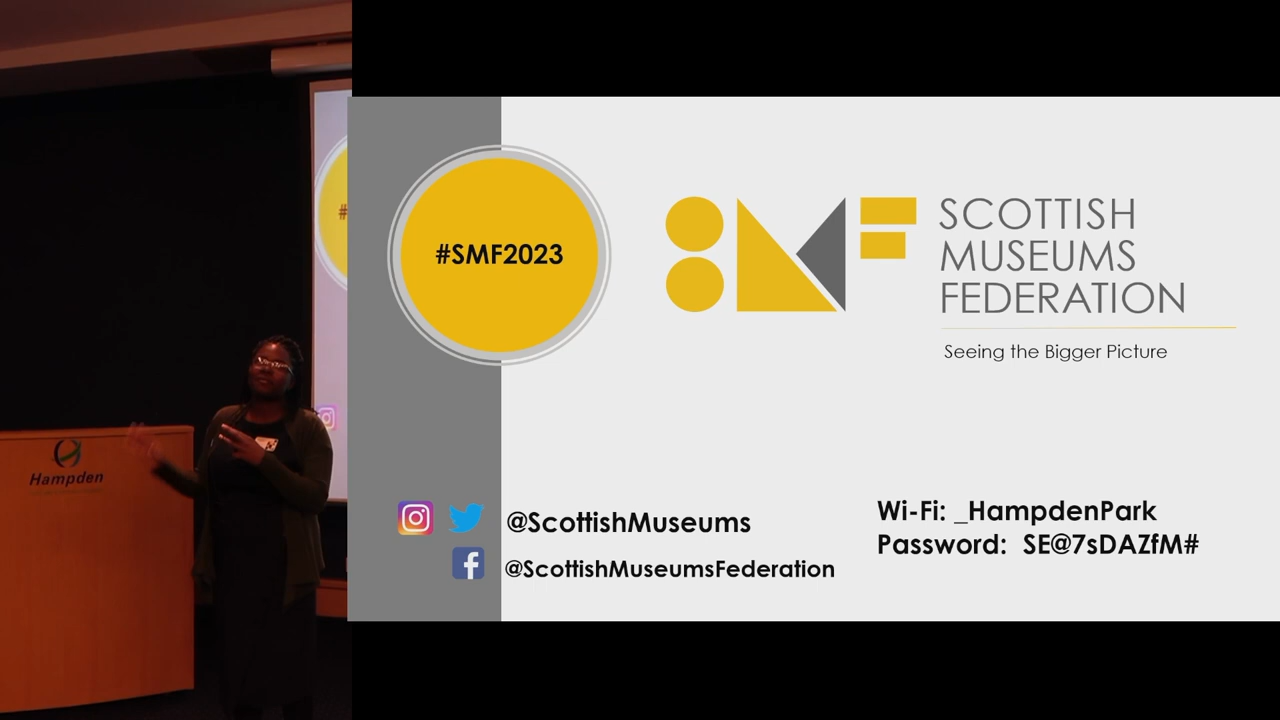 #SMF2023
SCOTTISH
MUSEUMS
FEDERATION
Seeing the Bigger Picture
@ScottishMuseums
@ScottishMuseumsFederation
Wi-Fi: _HampdenPark
Password: SE@7sDAZfM#
Hampden
#